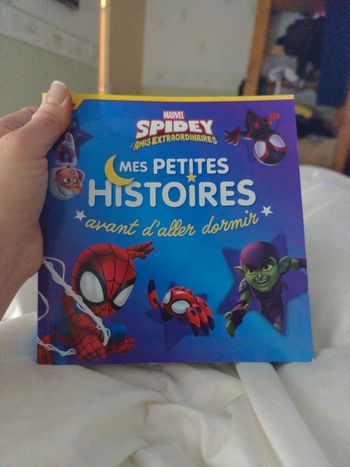 MARVEL
SPIDEY
ET SES
AMIS EXTRAORDINAIRES
MES PETITES
HISTOIRES
avant d'aller dormir